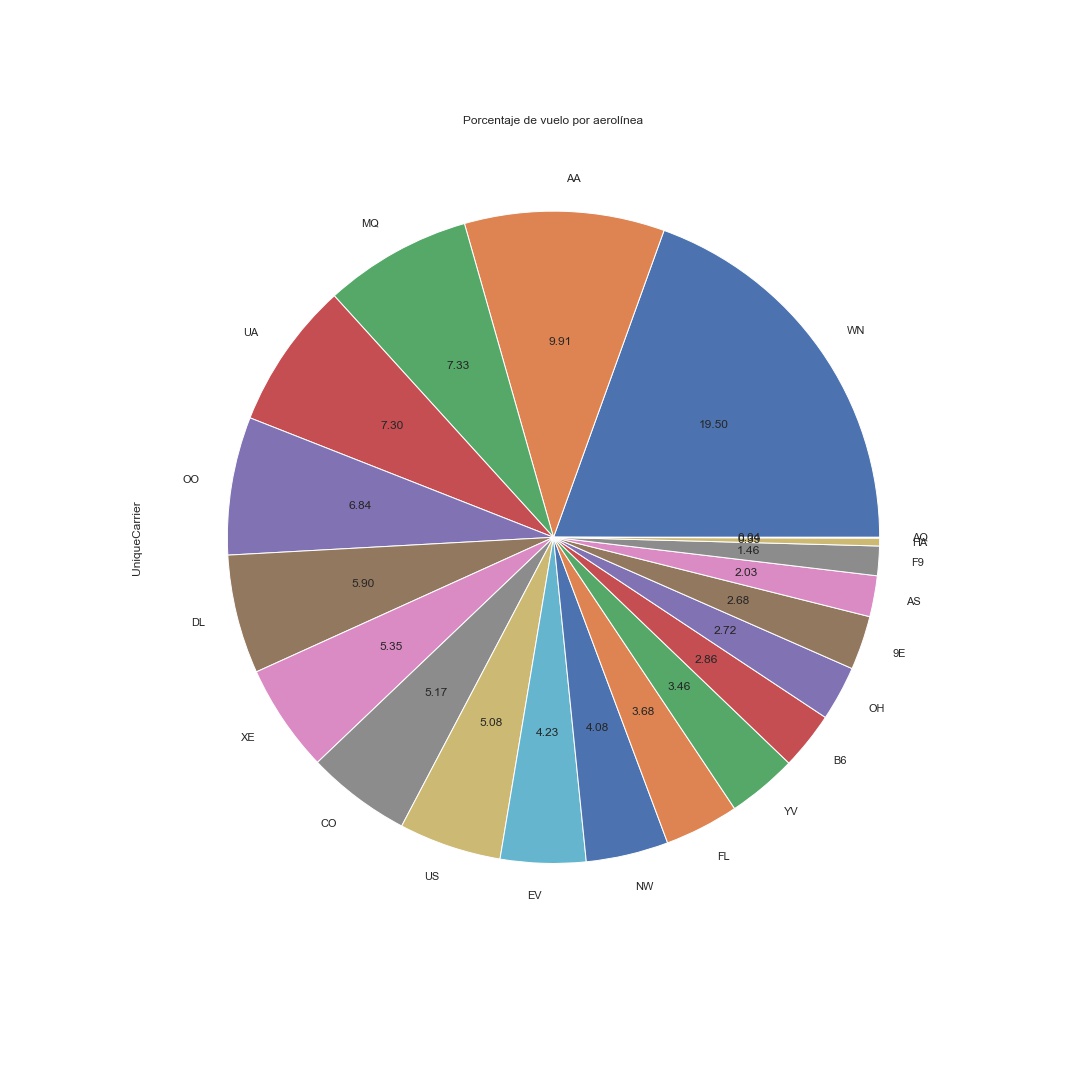 Porcentaje de vuelo por aerolínea
AA
MQ
WN
UA
9.91
7.33
19.50
7.30
OO
6.84
UniqueCarrier
AQ
HA
1.46
F9
2.03
5.90
AS
2.68
DL
2.72
5.35
9E
2.86
3.46
5.17
OH
3.68
5.08
4.08
4.23
XE
B6
YV
CO
FL
US
NW
EV